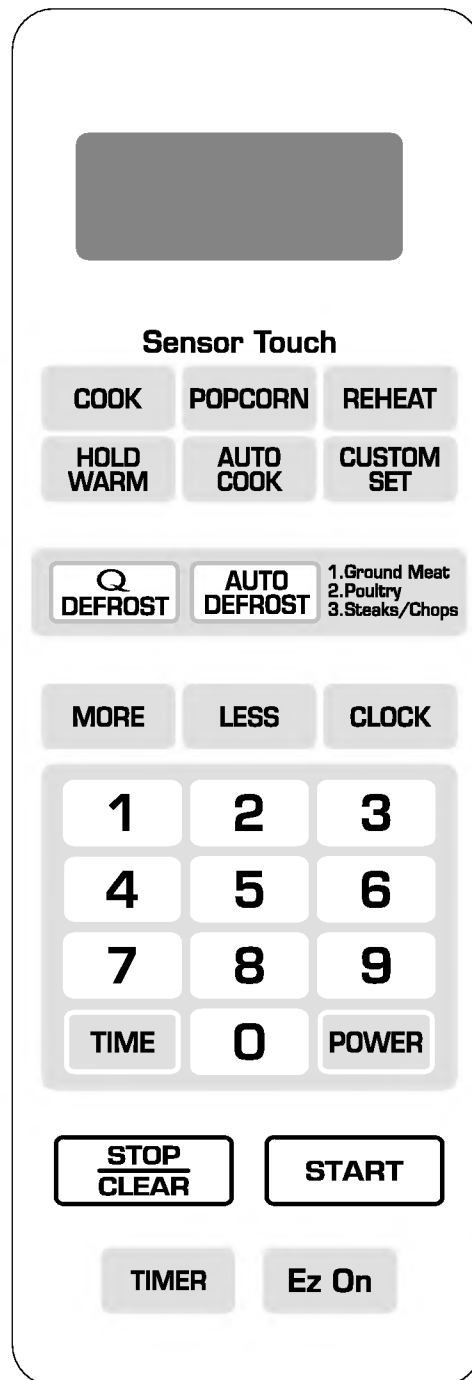 Sensor Touch
COOK POPCORN REHEAT
HOLD WARM AUTO COOK CUSTOM SET
Q DEFROST AUTO DEFROST 1.Ground Meat
2.Poultry
3.Steaks/Chops
MORE LESS CLOCK
1 2 3
4 5 6
7 8 9
TIME 0 POWER
STOP
CLEAR
START
TIMER Ez On